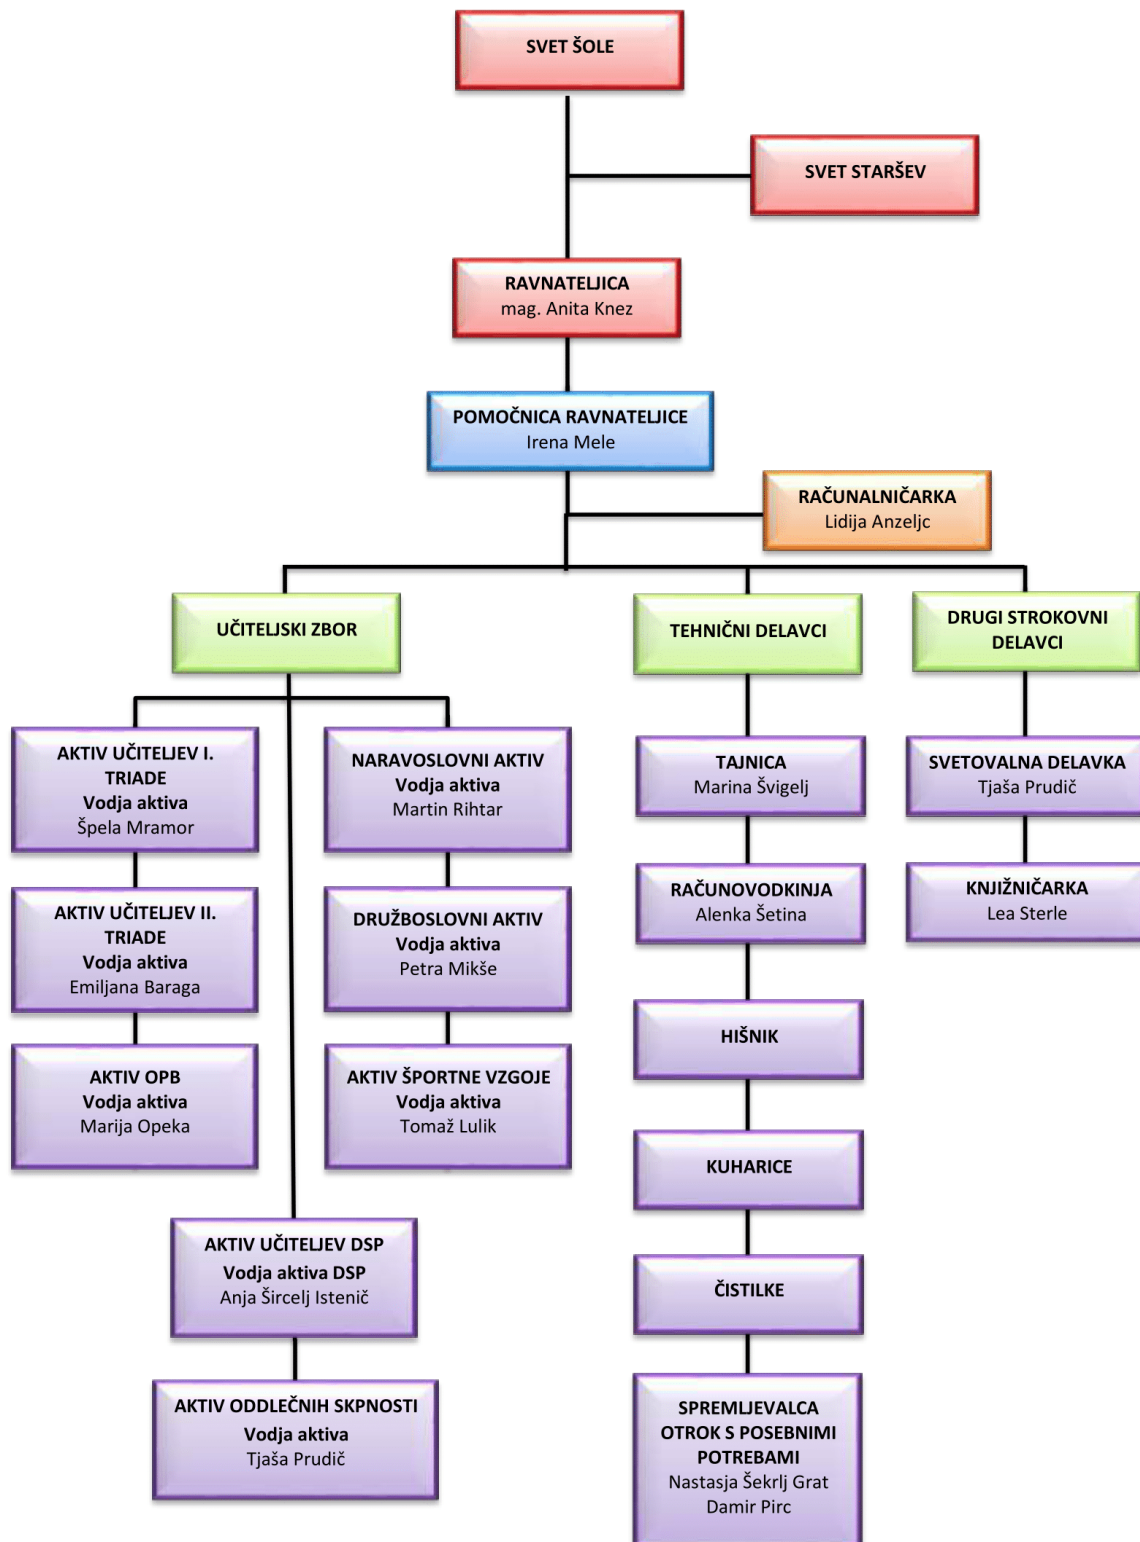 SVET ŠOLE
SVET STARŠEV
RAVNATELJICA
mag. Anita Knez
POMOČNICA RAVNATELJICE
Irena Mele
RAČUNALNIČARKA
Lidija Anzeljc
UČITELJSKI ZBOR
TEHNIČNI DELAVCI
DRUGI STROKOVNI
DELAVCI
AKTIV UČITELJEV I.
TRIADE
Vodja aktiva
Špela Mramor
NARAVOSLOVNI AKTIV
Vodja aktiva
Martin Rihtar
TAJNICA
Marina Švigelj
SVETOVALNA DELAVKA
Tjaša Prudič
AKTIV UČITELJEV II.
TRIADE
Vodja aktiva
Emiljana Baraga
DRUŽBOSLOVNI AKTIV
Vodja aktiva
Petra Mikše
RAČUNOVODKINJA
Alenka Šetina
KNJIŽNIČARKA
Lea Sterle
HIŠNIK
AKTIV OPB
Vodja aktiva
Marija Opeka
AKTIV ŠPORTNE VZGOJE
Vodja aktiva
Tomaž Lulik
KUHARICE
AKTIV UČITELJEV DSP
Vodja aktiva DSP
Anja Šircelj Istenič
ČISTILKE
AKTIV ODDLEČNIH SKPNOSTI
Vodja aktiva
Tjaša Prudič
SPREMLJEVALCA
OTROK S POSEBNIMI
POTREBAMI
Nastasja Šekrlj Grat
Damir Pirc